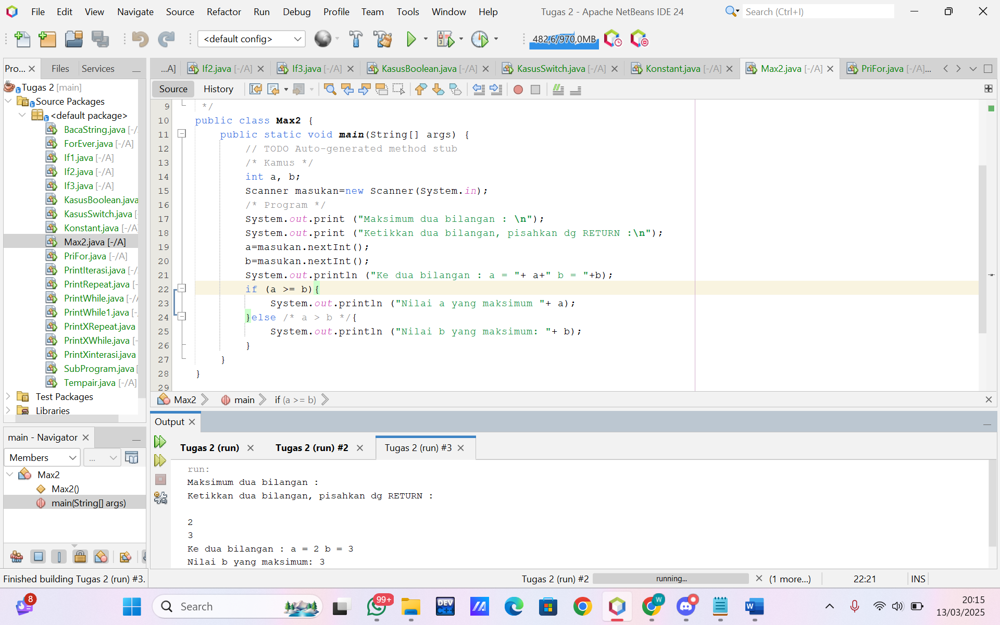 File Edit View Navigate Source Refactor Run Debug Profile Team Tools Window Help Tugas 2 - Apache NetBeans IDE 24 Search (Ctrl+I)
<default config> 482,6/970,0MB
Pro... Files Services
Tugas 2 [main]
Source Packages
<default package>
BacaString.java [-/
ForEver.java [-/A]
If1.java [-/A]
If2.java [-/A]
If3.java [-/A]
KasusBoolean.java
KasusSwitch.java [
Konstant.java [-/A
Max2.java [-/A]
PriFor.java [-/A]
PrintIterasi.java [-/
PrintRepeat.java [-
PrintWhile.java [-/
PrintWhile1.java [-
PrintXRepeat.java
PrintXWhile.java [-
PrintXinterasi.java
SubProgram.java [
Tempair.java [-/A]
Test Packages
Libraries
main - Navigator
Members ...
Max2
Max2()
main(String[] args)
...A] If2.java [-/A] If3.java [-/A] KasusBoolean.java [-/A] KasusSwitch.java [-/A] Konstant.java [-/A] Max2.java [-/A] PriFor.java [-/A]...
Source History
9 */
10 public class Max2 {
11 public static void main(String[] args) {
12 // TODO Auto-generated method stub
13 /* Kamus */
14 int a, b;
15 Scanner masukan=new Scanner(System.in);
16 /* Program */
17 System.out.print ("Maksimum dua bilangan : \n");
18 System.out.print ("Ketikkan dua bilangan, pisahkan dg RETURN :\n");
19 a=masukan.nextInt();
20 b=masukan.nextInt();
21 System.out.println ("Ke dua bilangan : a = "+ a+" b = "+b);
22 if (a >= b){
23 System.out.println ("Nilai a yang maksimum "+ a);
24 }else /* a > b */{
25 System.out.println ("Nilai b yang maksimum: "+ b);
26 }
27 }
28 }
29
Max2 main if (a >= b)
Output
Tugas 2 (run) Tugas 2 (run) #2 Tugas 2 (run) #3
run:
Maksimum dua bilangan :
Ketikkan dua bilangan, pisahkan dg RETURN :
2
3
Ke dua bilangan : a = 2 b = 3
Nilai b yang maksimum: 3
Finished building Tugas 2 (run) #3. Tugas 2 (run) #2 running... (1 more...) 22:21 INS
8 Search 99+ DEV C++ W W 20:15
13/03/2025